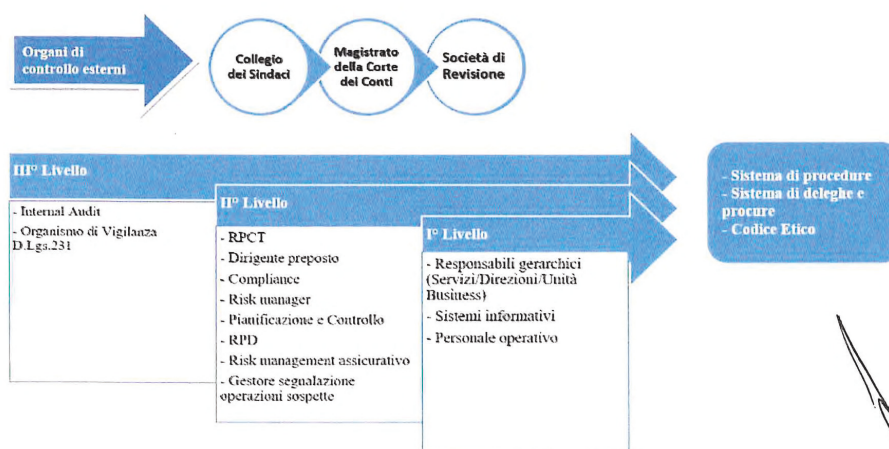 Organi di
controllo esterni
Collegio
dei Sindaci
Magistrato
della Corte
dei Conti
Società di
Revisione
III° Livello
- Internal Audit
- Organismo di Vigilanza
D.Lgs.231
II° Livello
- RPCT
- Dirigente preposto
- Compliance
- Risk manager
- Pianificazione e Controllo
- RPD
- Risk management assicurativo
- Gestore segnalazione
operazioni sospette
I° Livello
- Responsabili gerarchici
(Servizi/Direzioni/Unità
Business)
- Sistemi informativi
- Personale operativo
- Sistema di procedure
- Sistema di deleghe e
procure
- Codice Etico